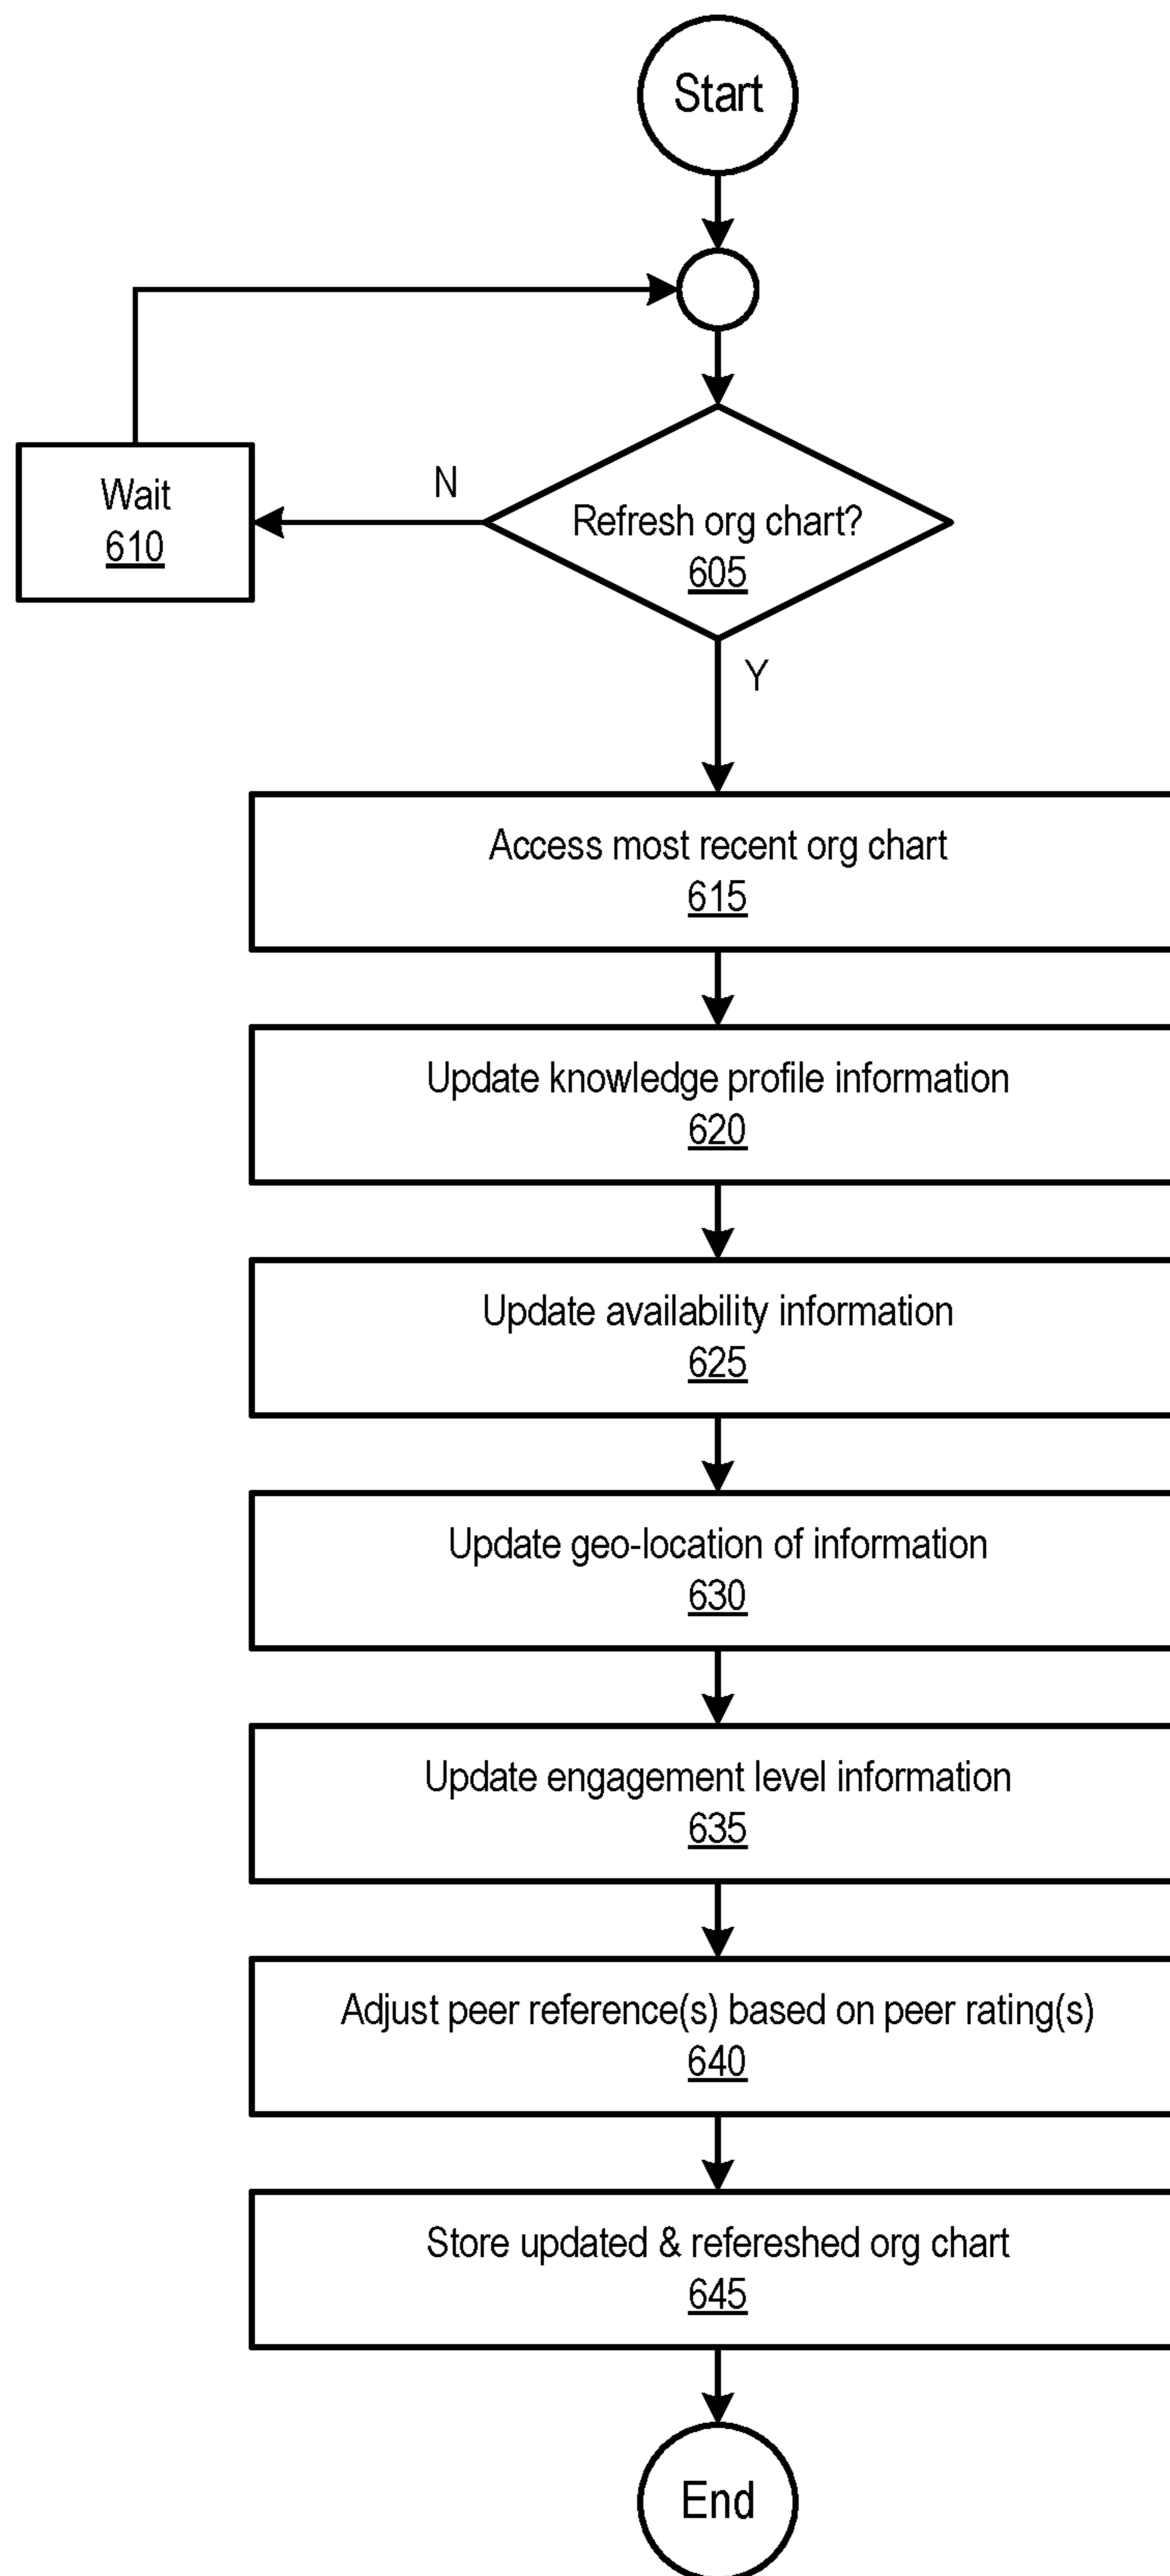 Start
Refresh org chart?
605
N
Wait
610
Y
Access most recent org chart
615
Update knowledge profile information
620
Update availability information
625
Update geo-location of information
630
Update engagement level information
635
Adjust peer reference(s) based on peer rating(s)
640
Store updated & refereshed org chart
645
End